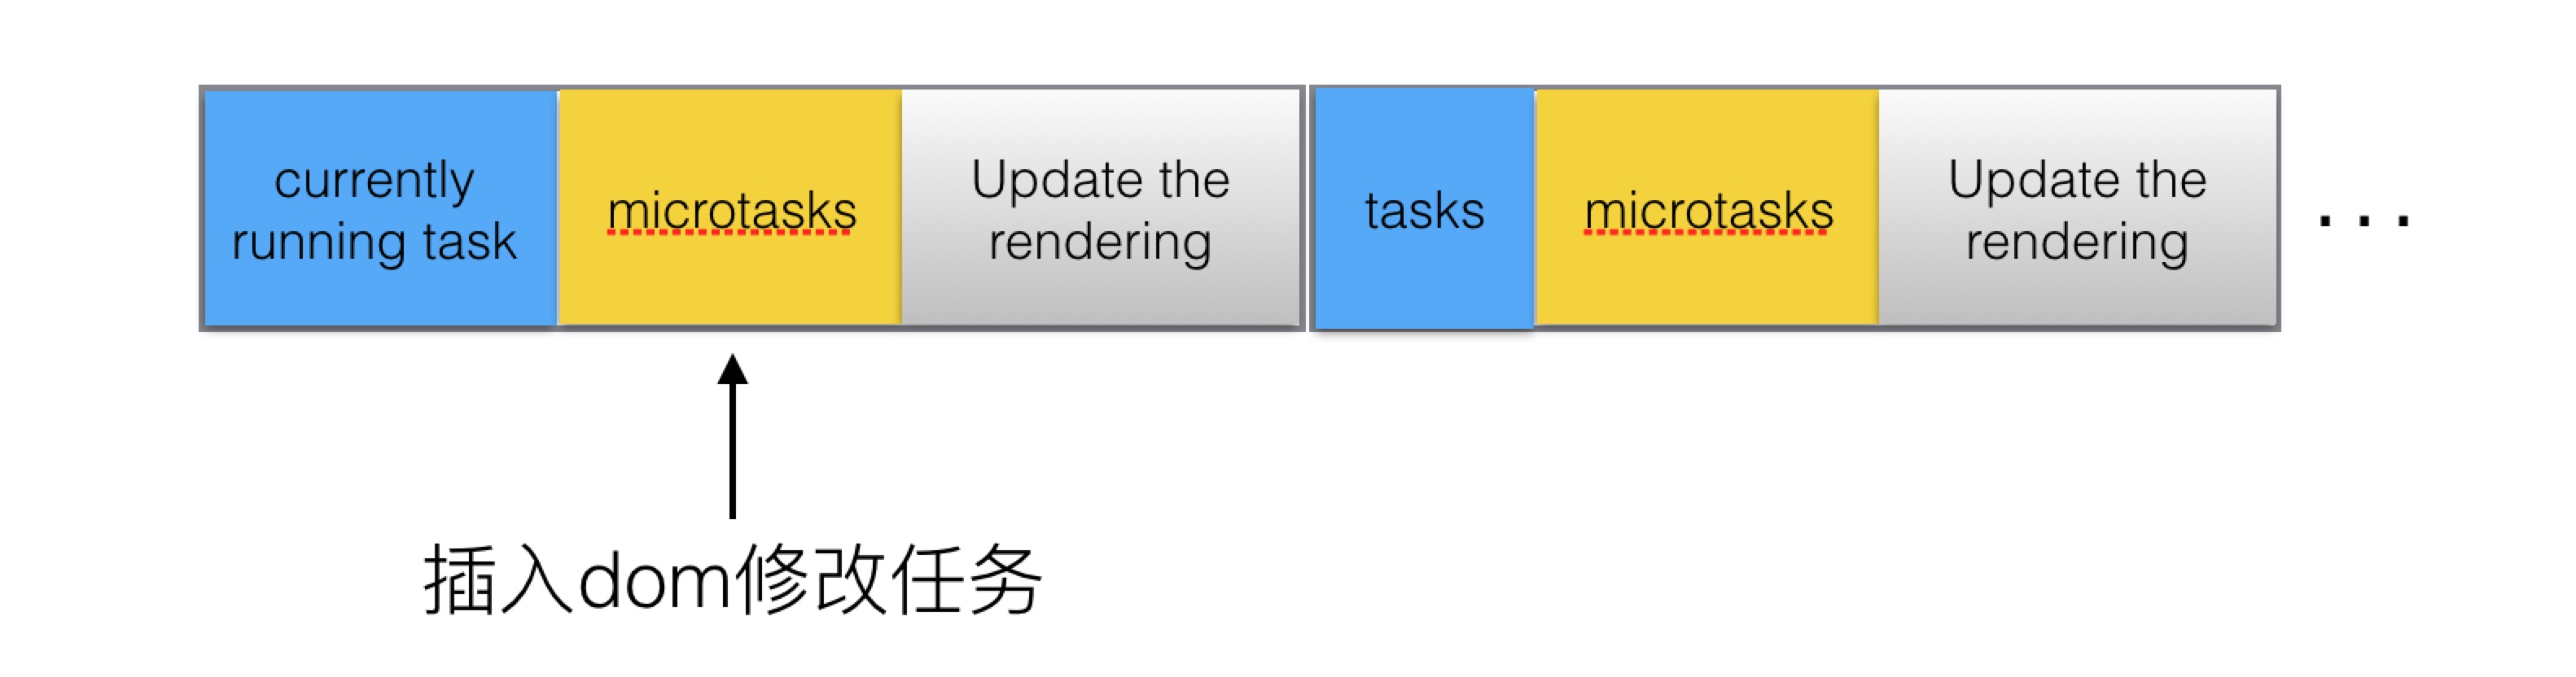 currently
running task
microtasks
Update the
rendering
tasks
microtasks
Update the
rendering
...
插入dom修改任务